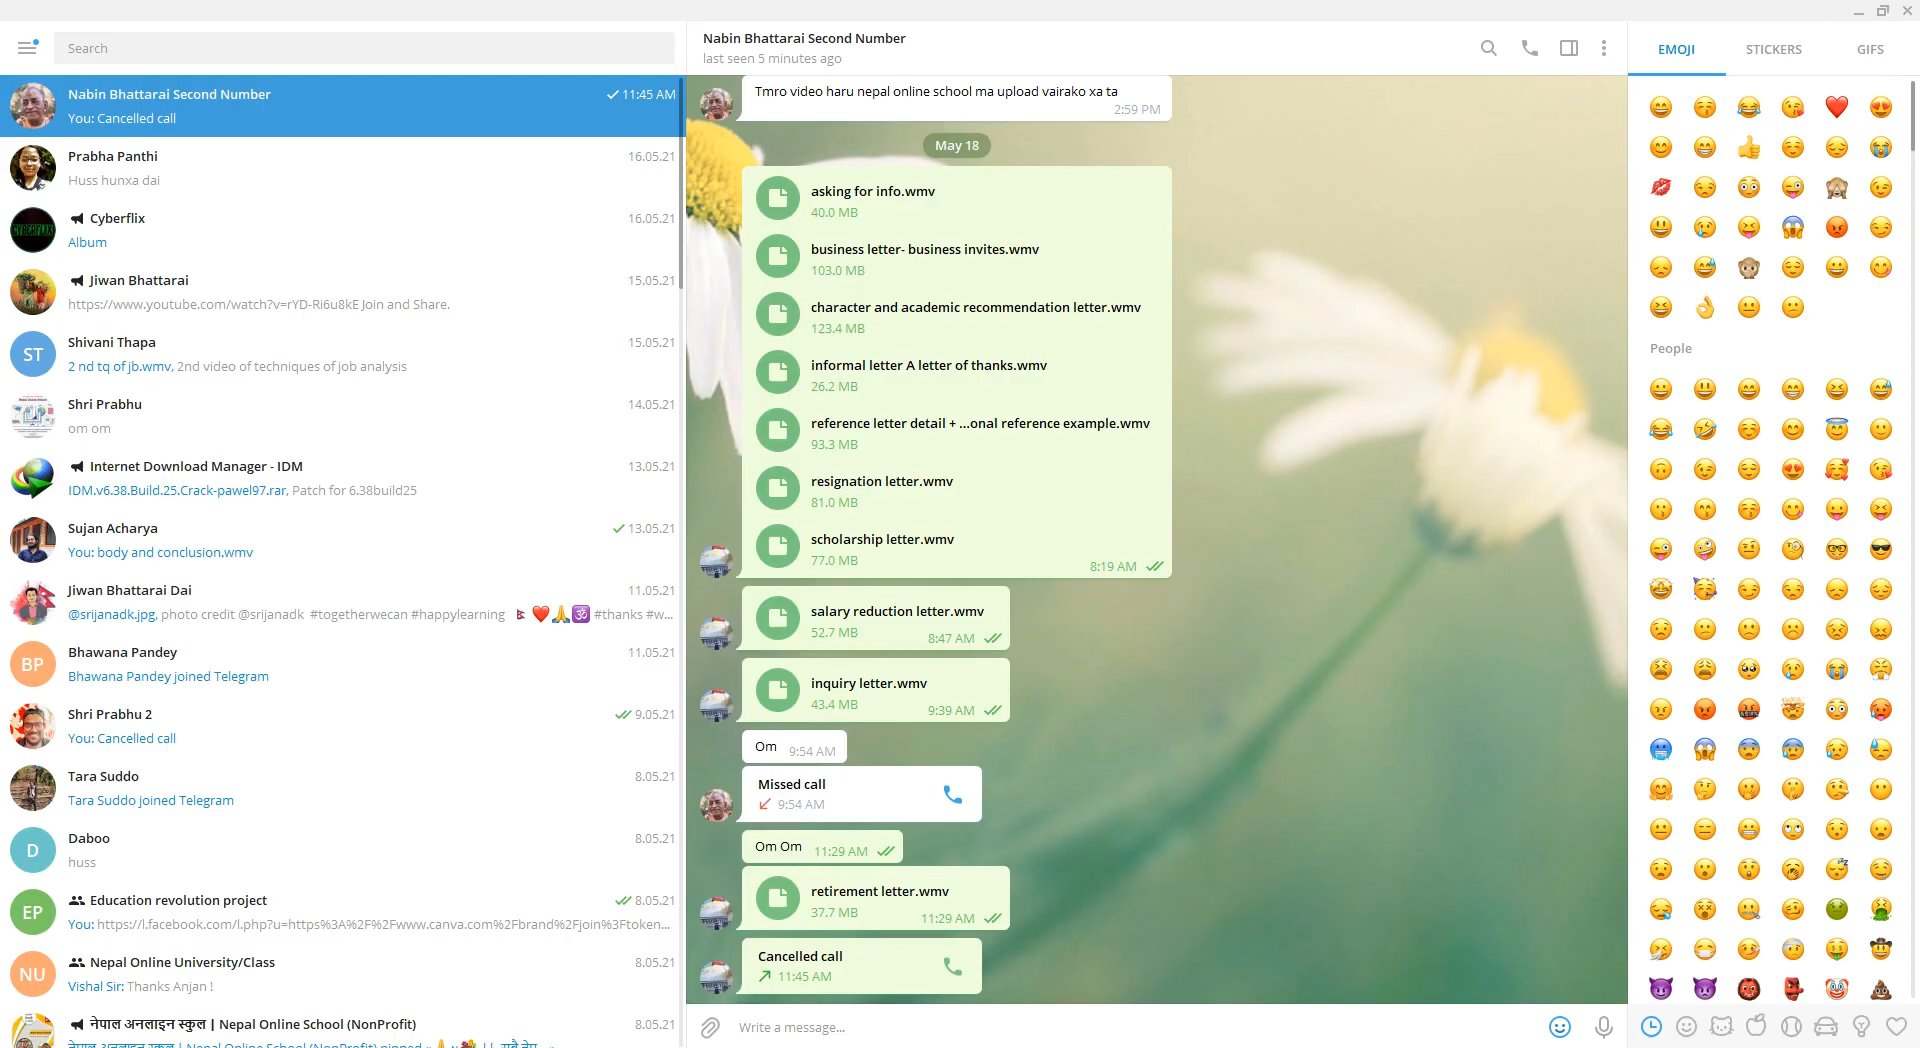 Search
Nabin Bhattarai Second Number
11:45 AM
You: Cancelled call
Prabha Panthi
16.05.21
Huss hunxa dai
Cyberflix
16.05.21
Album
Jiwan Bhattarai
15.05.21
https://www.youtube.com/watch?v=rYD-Ri6u8kE Join and Share.
ST
Shivani Thapa
15.05.21
2 nd tq of jb.wmv, 2nd video of techniques of job analysis
Shri Prabhu
14.05.21
om om
Internet Download Manager - IDM
13.05.21
IDM.v6.38.Build.25.Crack-pawel97.rar, Patch for 6.38build25
Sujan Acharya
13.05.21
You: body and conclusion.wmv
Jiwan Bhattarai Dai
11.05.21
@srijanadk.jpg, photo credit @srijanadk #togetherwecan #happylearning 🇳🇵❤️🙏🕉 #thanks #w...
BP
Bhawana Pandey
11.05.21
Bhawana Pandey joined Telegram
Shri Prabhu 2
9.05.21
You: Cancelled call
Tara Suddo
8.05.21
Tara Suddo joined Telegram
D
Daboo
8.05.21
huss
EP
Education revolution project
8.05.21
You: https://l.facebook.com/l.php?u=https%3A%2F%2Fwww.canva.com%2Fbrand%2Fjoin%3Ftoken...
NU
Nepal Online University/Class
8.05.21
Vishal Sir: Thanks Anjan !
नेपाल अनलाइन स्कुल | Nepal Online School (NonProfit)
8.05.21
Nabin Bhattarai Second Number
last seen 5 minutes ago
Tmro video haru nepal online school ma upload vairako xa ta
2:59 PM
May 18
asking for info.wmv
40.0 MB
business letter- business invites.wmv
103.0 MB
character and academic recommendation letter.wmv
123.4 MB
informal letter A letter of thanks.wmv
26.2 MB
reference letter detail + ...onal reference example.wmv
93.3 MB
resignation letter.wmv
81.0 MB
scholarship letter.wmv
77.0 MB
8:19 AM
salary reduction letter.wmv
52.7 MB
8:47 AM
inquiry letter.wmv
43.4 MB
9:39 AM
Om 9:54 AM
Missed call
9:54 AM
Om Om 11:29 AM
retirement letter.wmv
37.7 MB
11:29 AM
Cancelled call
11:45 AM
Write a message...
EMOJI STICKERS GIFS
People